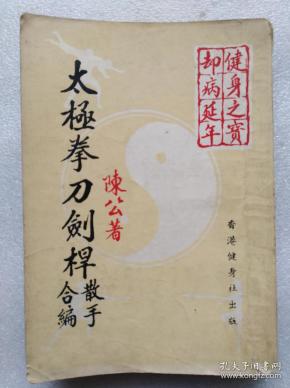 健身之寶
却病延年
太極拳刀劍桿散手合編
陳公著
香港健身社出版
孔夫子旧书网